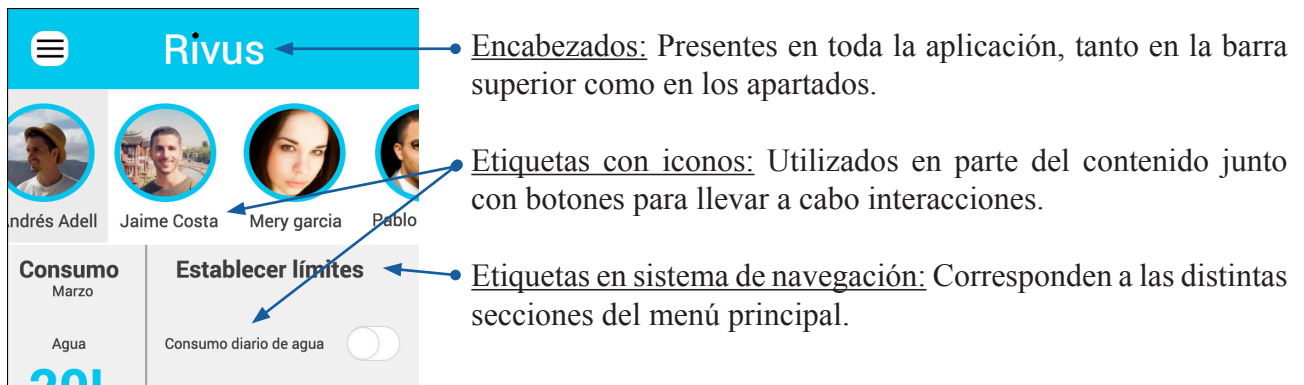 Rivus
Andrés Adell
Jaime Costa
Mery garcia
Pablo
Consumo
Marzo
Agua
20L
Establecer límites
Consumo diario de agua
Encabezados: Presentes en toda la aplicación, tanto en la barra
superior como en los apartados.
Etiquetas con iconos: Utilizados en parte del contenido junto
con botones para llevar a cabo interacciones.
Etiquetas en sistema de navegación: Corresponden a las distintas
secciones del menú principal.